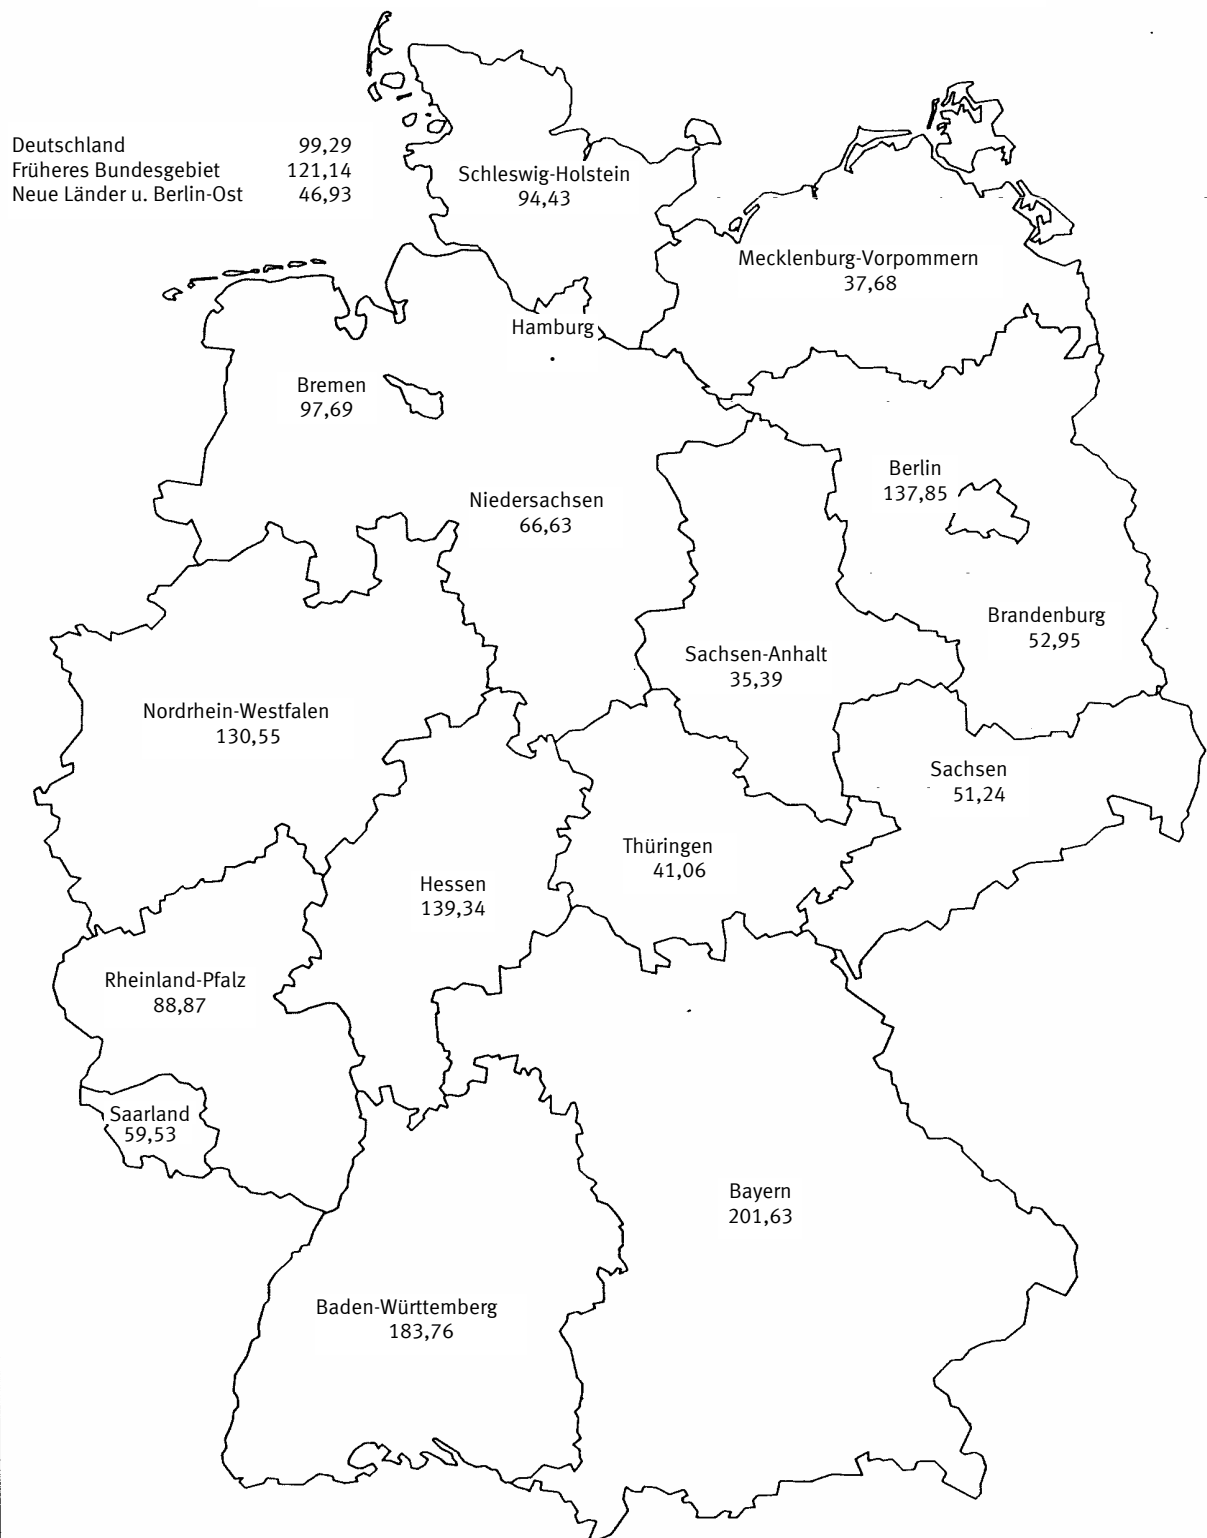 Deutschland 99,29
Früheres Bundesgebiet 121,14
Neue Länder u. Berlin-Ost 46,93
Schleswig-Holstein
94,43
Mecklenburg-Vorpommern
37,68
Hamburg
Bremen
97,69
Berlin
137,85
Niedersachsen
66,63
Brandenburg
52,95
Sachsen-Anhalt
35,39
Nordrhein-Westfalen
130,55
Sachsen
51,24
Thüringen
41,06
Hessen
139,34
Rheinland-Pfalz
88,87
Saarland
59,53
Bayern
201,63
Baden-Württemberg
183,76